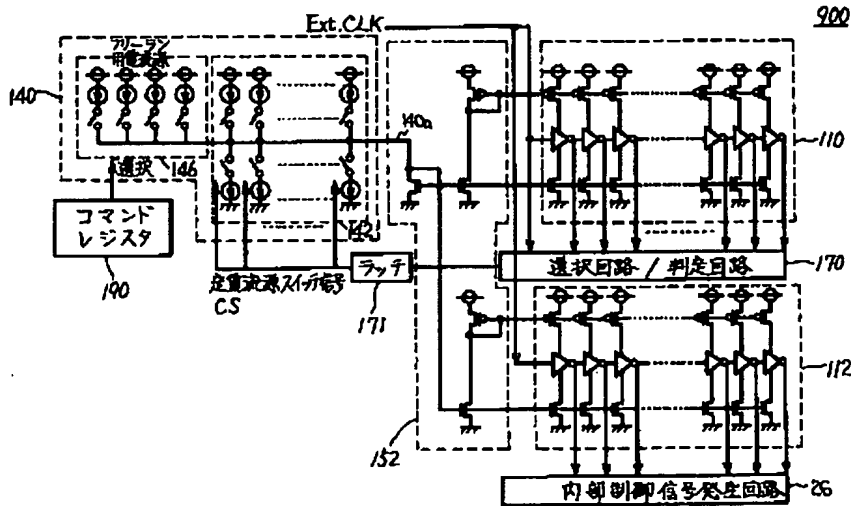 900
Ext.CLK
フリーラン
用電流源
140
140a
110
選択
146
142
コマンド
レジスタ
190
定電流源スイッチ信号
CS
ラッチ
171
選択回路/判定回路
170
112
152
内部制御信号発生回路
26